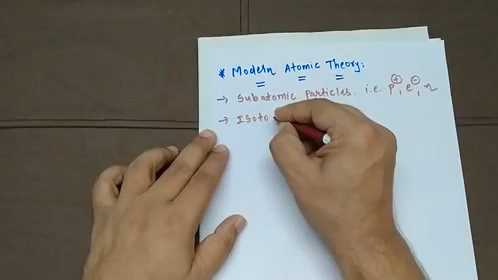 * Modern Atomic Theory:
→ Subatomic Particles. i.e. P⊕, e⊖, n
→ Isoto